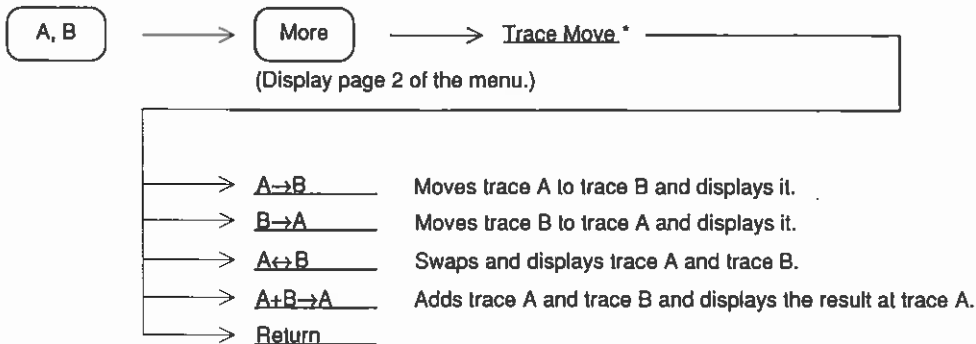 A, B More Trace Move *
(Display page 2 of the menu.)
A→B Moves trace A to trace B and displays it.
B→A Moves trace B to trace A and displays it.
A↔B Swaps and displays trace A and trace B.
A+B→A Adds trace A and trace B and displays the result at trace A.
Return